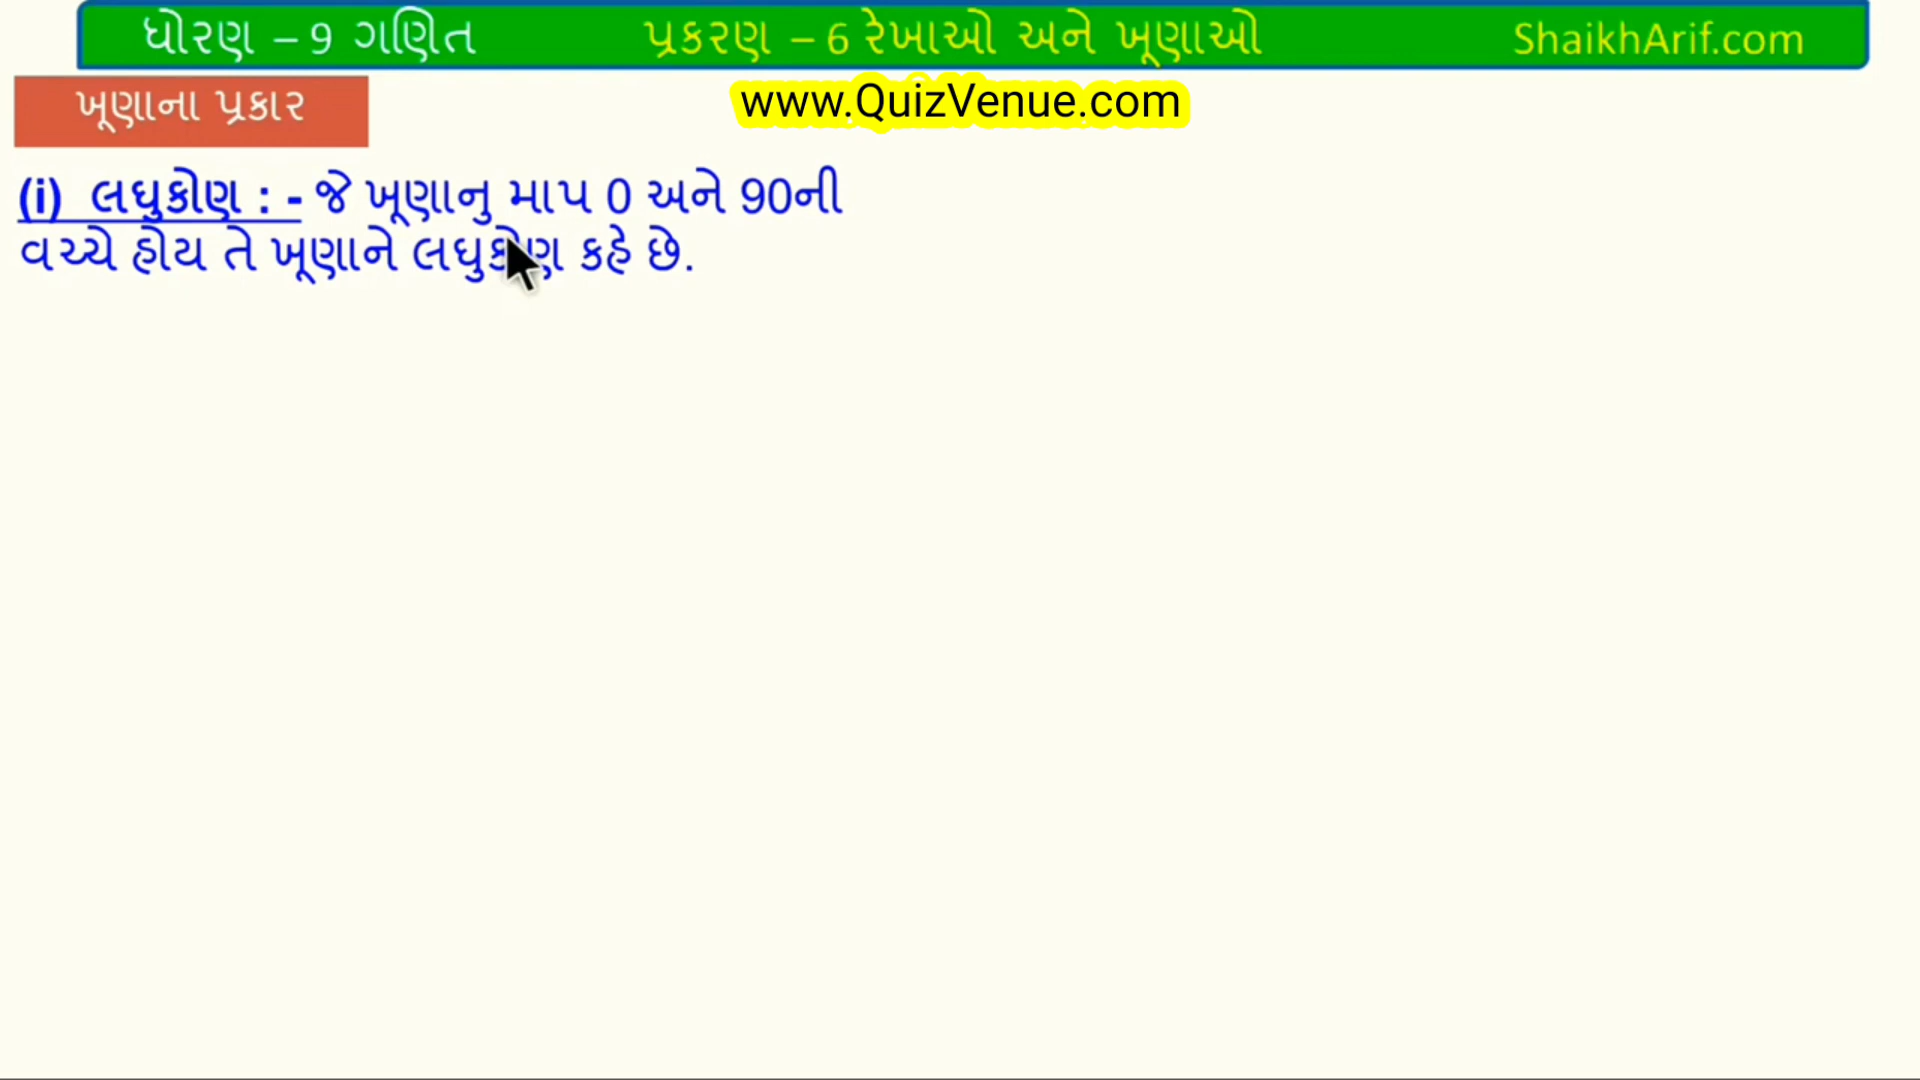 ધોરણ – 9 ગણિત પ્રકરણ – 6 રેખાઓ અને ખૂણાઓ ShaikhArif.com
ખૂણાના પ્રકાર
www.QuizVenue.com
(i) લઘુકોણ : - જે ખૂણાનુ માપ 0 અને 90ની
વચ્ચે હોય તે ખૂણાને લઘુકોણ કહે છે.